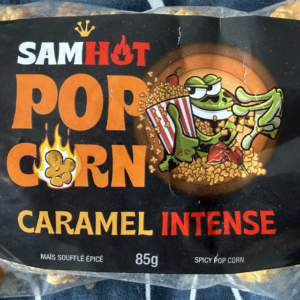 SAMHOT
POP
CORN
CARAMEL INTENSE
MAÏS SOUFFLÉ ÉPICÉ 85g SPICY POP CORN